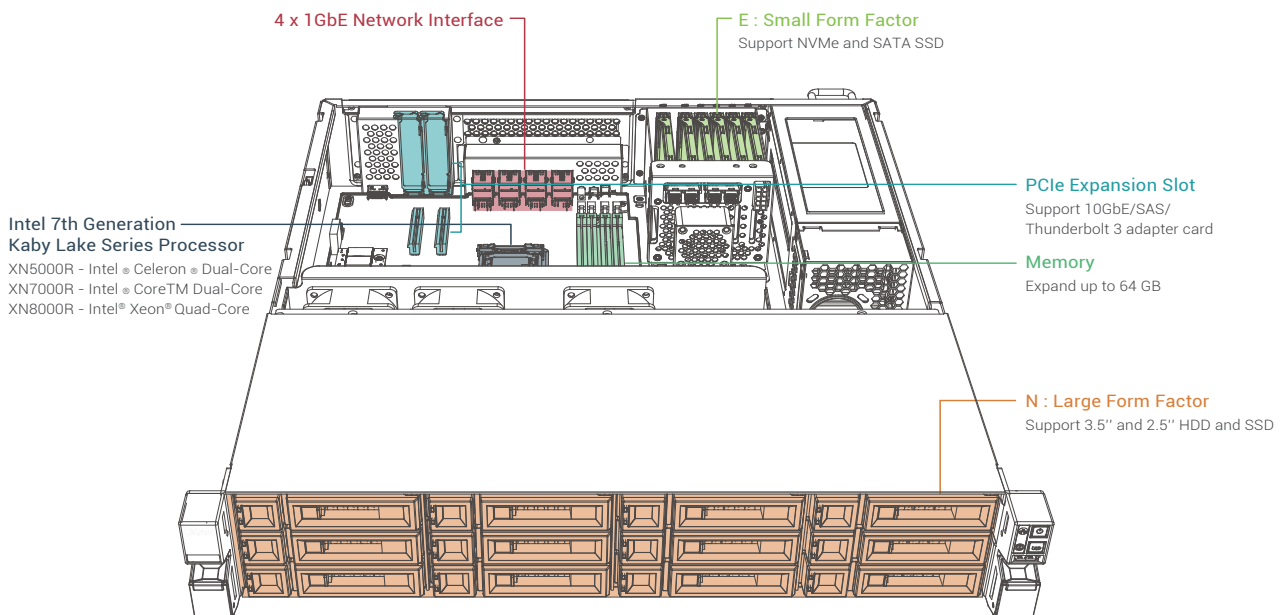 4 x 1GbE Network Interface
E : Small Form Factor
Support NVMe and SATA SSD
PCIe Expansion Slot
Support 10GbE/SAS/
Thunderbolt 3 adapter card
Intel 7th Generation
Kaby Lake Series Processor
XN5000R - Intel ® Celeron ® Dual-Core
XN7000R - Intel ® CoreTM Dual-Core
XN8000R - Intel® Xeon® Quad-Core
Memory
Expand up to 64 GB
N : Large Form Factor
Support 3.5'' and 2.5'' HDD and SSD